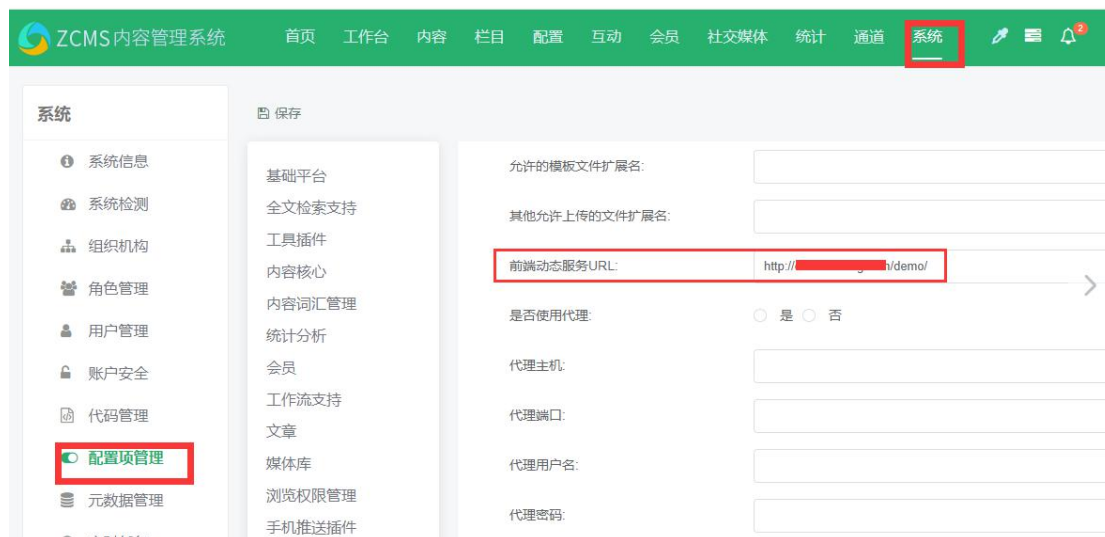 ZCMS内容管理系统 首页 工作台 内容 栏目 配置 互动 会员 社交媒体 统计 通道 系统 2
系统
保存
系统信息
系统检测
组织机构
角色管理
用户管理
账户安全
代码管理
配置项管理
元数据管理
基础平台
全文检索支持
工具插件
内容核心
内容词汇管理
统计分析
会员
工作流支持
文章
媒体库
浏览权限管理
手机推送插件
允许的模板文件扩展名:
其他允许上传的文件扩展名:
前端动态服务URL: http:// /demo/
是否使用代理: 是 否
代理主机:
代理端口:
代理用户名:
代理密码: